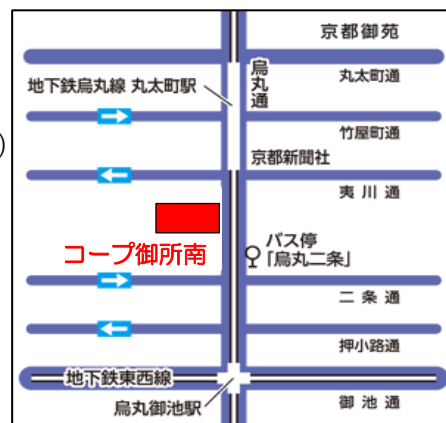 京都御苑
烏丸通
丸太町通
地下鉄烏丸線 丸太町駅
竹屋町通
京都新聞社
夷川通
コープ御所南
バス停
「烏丸二条」
二条通
押小路通
地下鉄東西線
烏丸御池駅
御池通
)